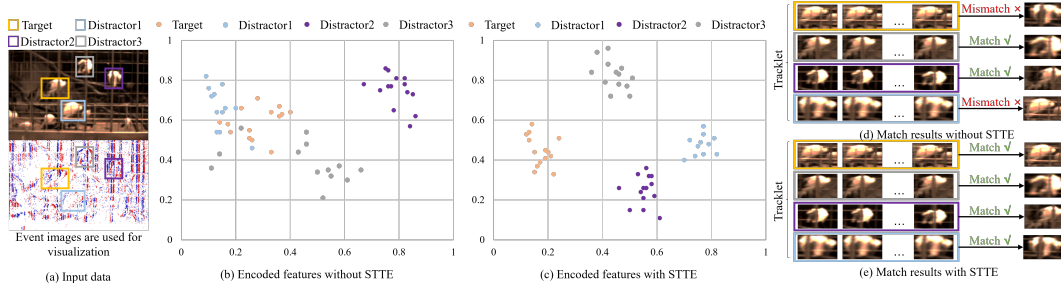 Target Distractor1
Distractor2 Distractor3
Event images are used for
visualization
(a) Input data
Target Distractor1 Distractor2 Distractor3
1
0.8
0.6
0.4
0.2
0
0 0.2 0.4 0.6 0.8 1
(b) Encoded features without STTE
Target Distractor1 Distractor2 Distractor3
1
0.8
0.6
0.4
0.2
0
0 0.2 0.4 0.6 0.8 1
(c) Encoded features with STTE
Tracklet
... Mismatch ×
... Match √
... Match √
... Mismatch ×
(d) Match results without STTE
Tracklet
... Match √
... Match √
... Match √
... Match √
(e) Match results with STTE